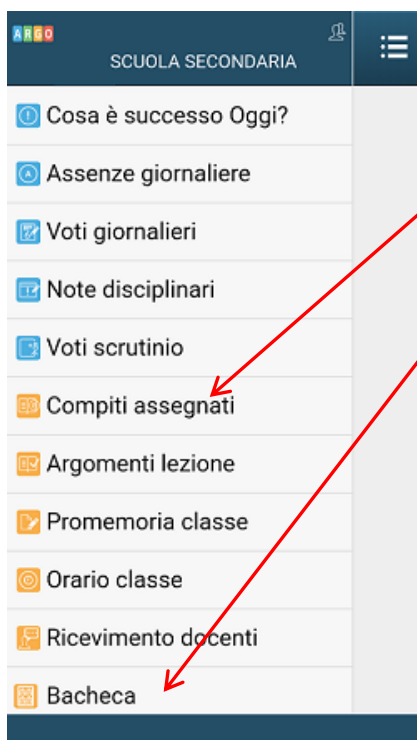 ARGO
SCUOLA SECONDARIA
Cosa è successo Oggi?
Assenze giornaliere
Voti giornalieri
Note disciplinari
Voti scrutinio
Compiti assegnati
Argomenti lezione
Promemoria classe
Orario classe
Ricevimento docenti
Bacheca